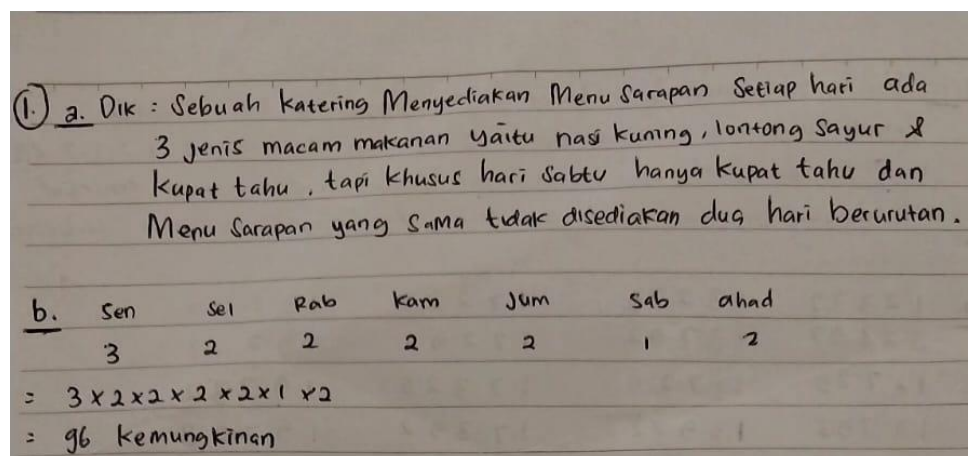 1. a. Dik : Sebuah Katering Menyediakan Menu Sarapan Setiap hari ada
3 Jenis macam makanan yaitu nasi kuning, lontong Sayur &
Kupat tahu. tapi khusus hari Sabtu hanya Kupat tahu dan
Menu Sarapan yang Sama tidak disediakan dua hari berurutan.
b. Sen Sel Rab Kam Jum Sab ahad
3 2 2 2 2 1 2
= 3 x 2 x 2 x 2 x 2 x 1 x 2
= 96 Kemungkinan